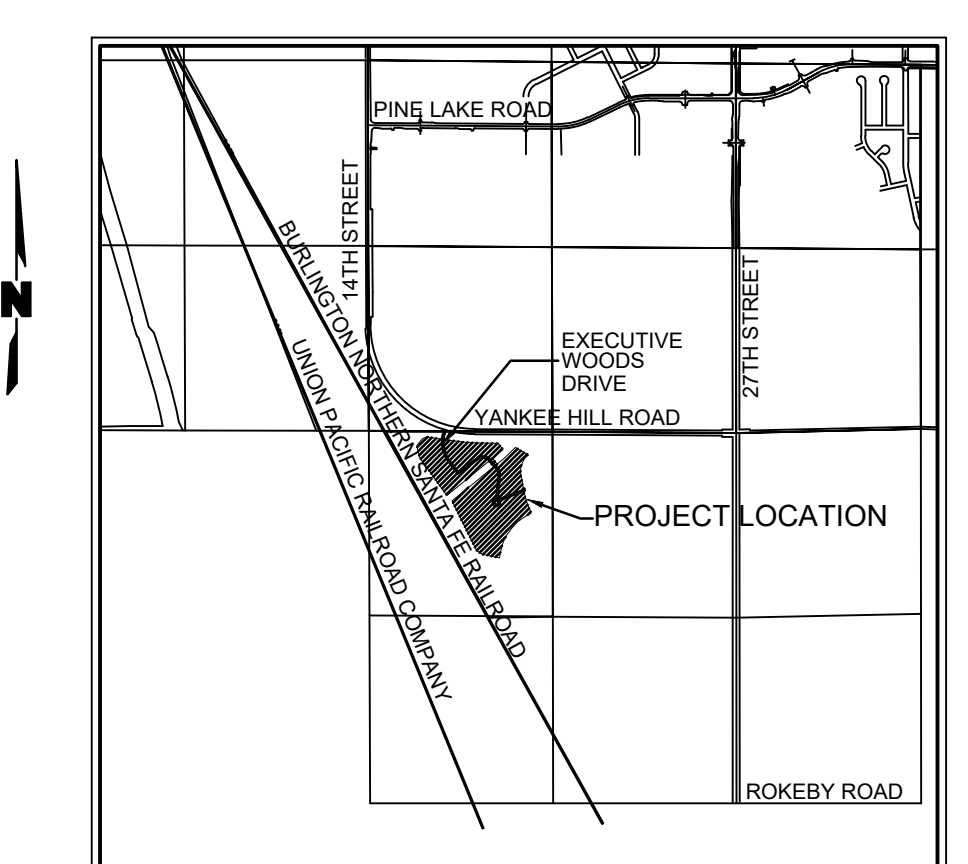 PINE LAKE ROAD
14TH STREET
BURLINGTON NORTHERN SANTA FE RAILROAD
N
27TH STREET
EXECUTIVE
WOODS
DRIVE
UNION PACIFIC RAILROAD COMPANY
YANKEE HILL ROAD
PROJECT LOCATION
ROKEBY ROAD